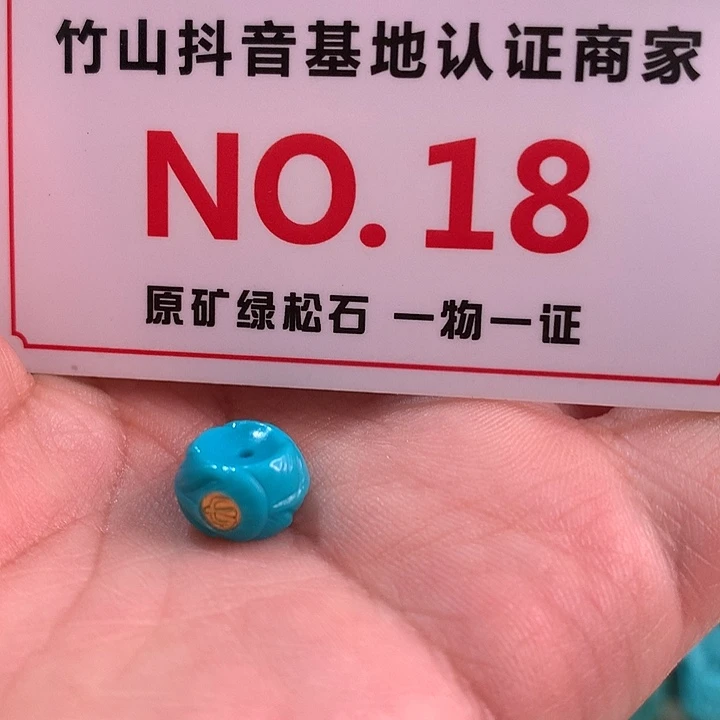 竹山抖音基地认证商家
NO.18
原矿绿松石 一物一证